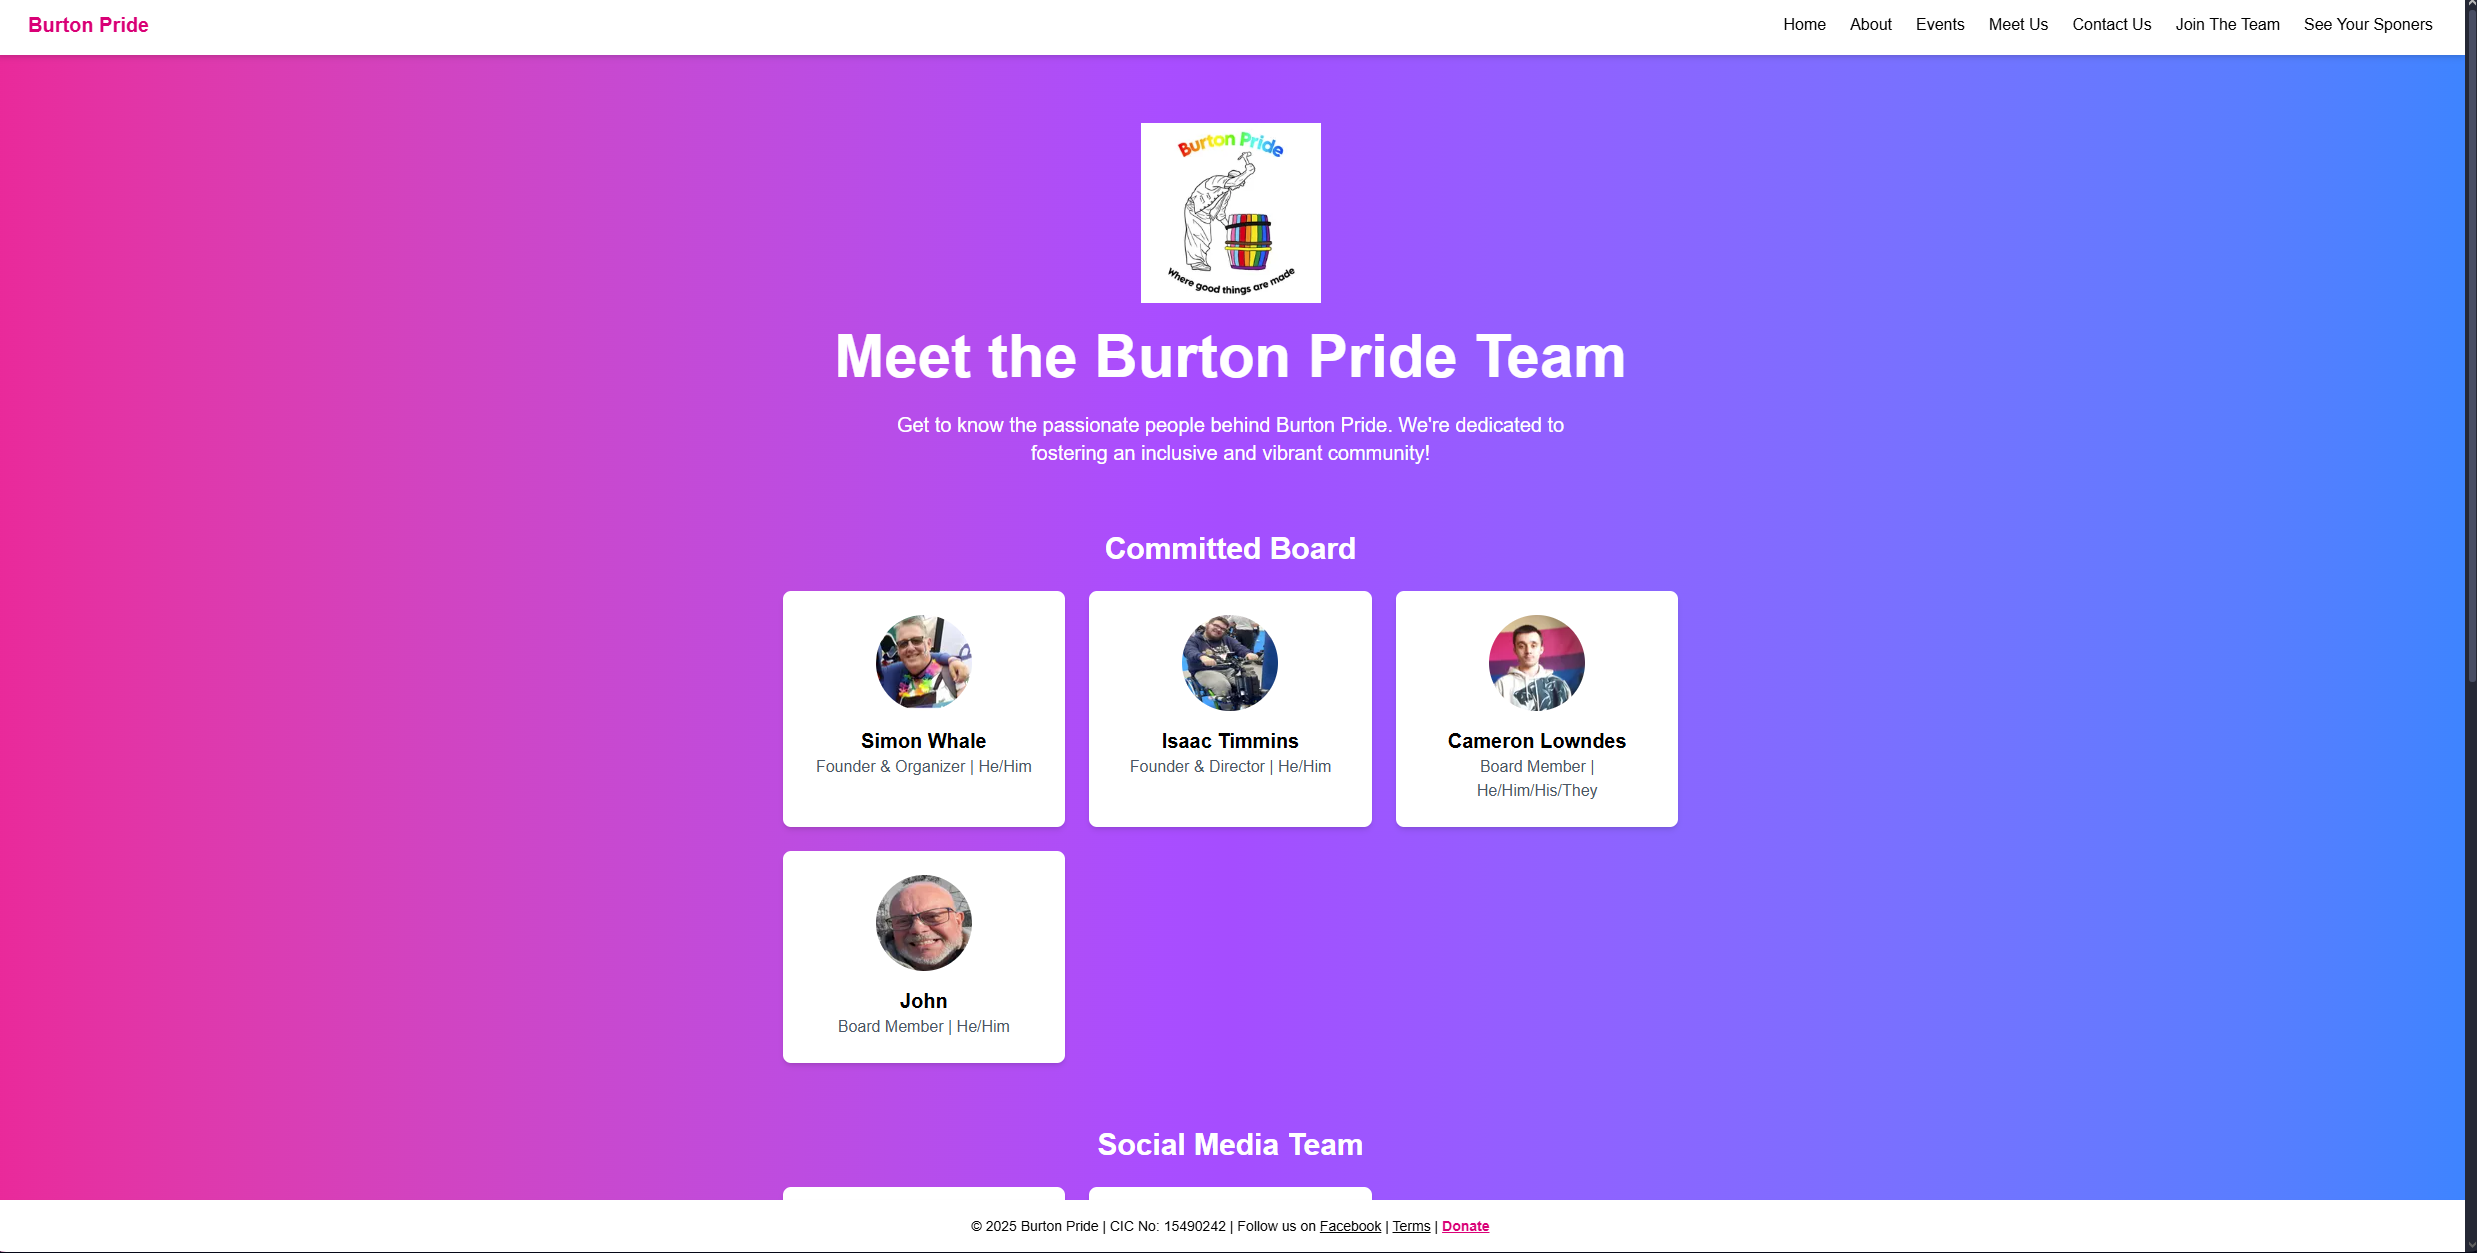 Burton Pride
Home About Events Meet Us Contact Us Join The Team See Your Sponers
Burton Pride
Where good things are made
Meet the Burton Pride Team
Get to know the passionate people behind Burton Pride. We're dedicated to
fostering an inclusive and vibrant community!
Committed Board
Simon Whale
Founder & Organizer | He/Him
Isaac Timmins
Founder & Director | He/Him
Cameron Lowndes
Board Member |
He/Him/His/They
John
Board Member | He/Him
Social Media Team
© 2025 Burton Pride | CIC No: 15490242 | Follow us on Facebook | Terms | Donate